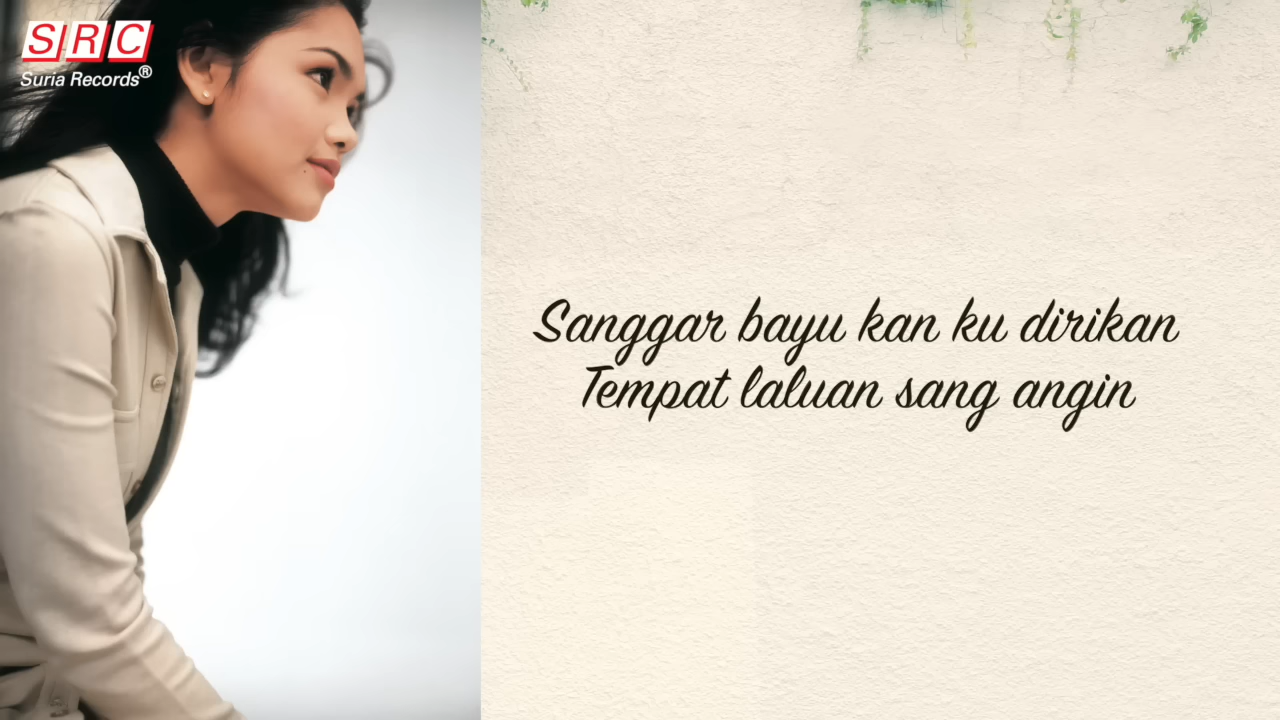 SRC
Suria Records®
Sanggar bayu kan ku dirikan
Tempat laluan sang angin